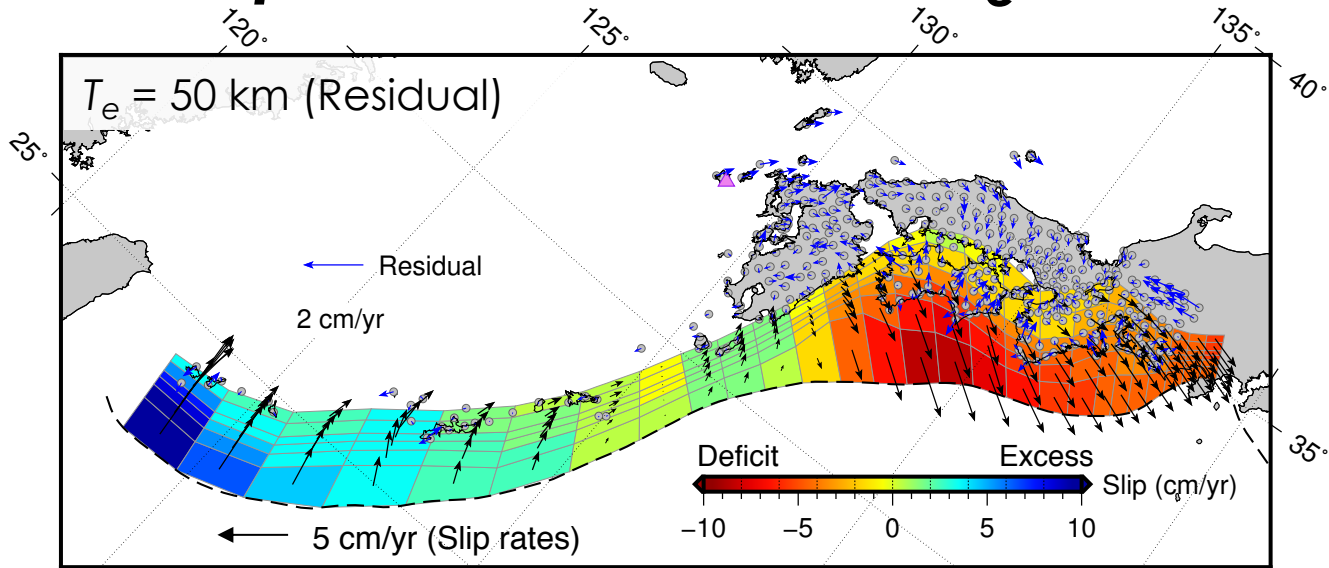 120°
125°
130°
135°
40°
Te = 50 km (Residual)
25°
Residual
2 cm/yr
Deficit
Excess
Slip (cm/yr)
−10
−5
0
5
10
35°
5 cm/yr (Slip rates)